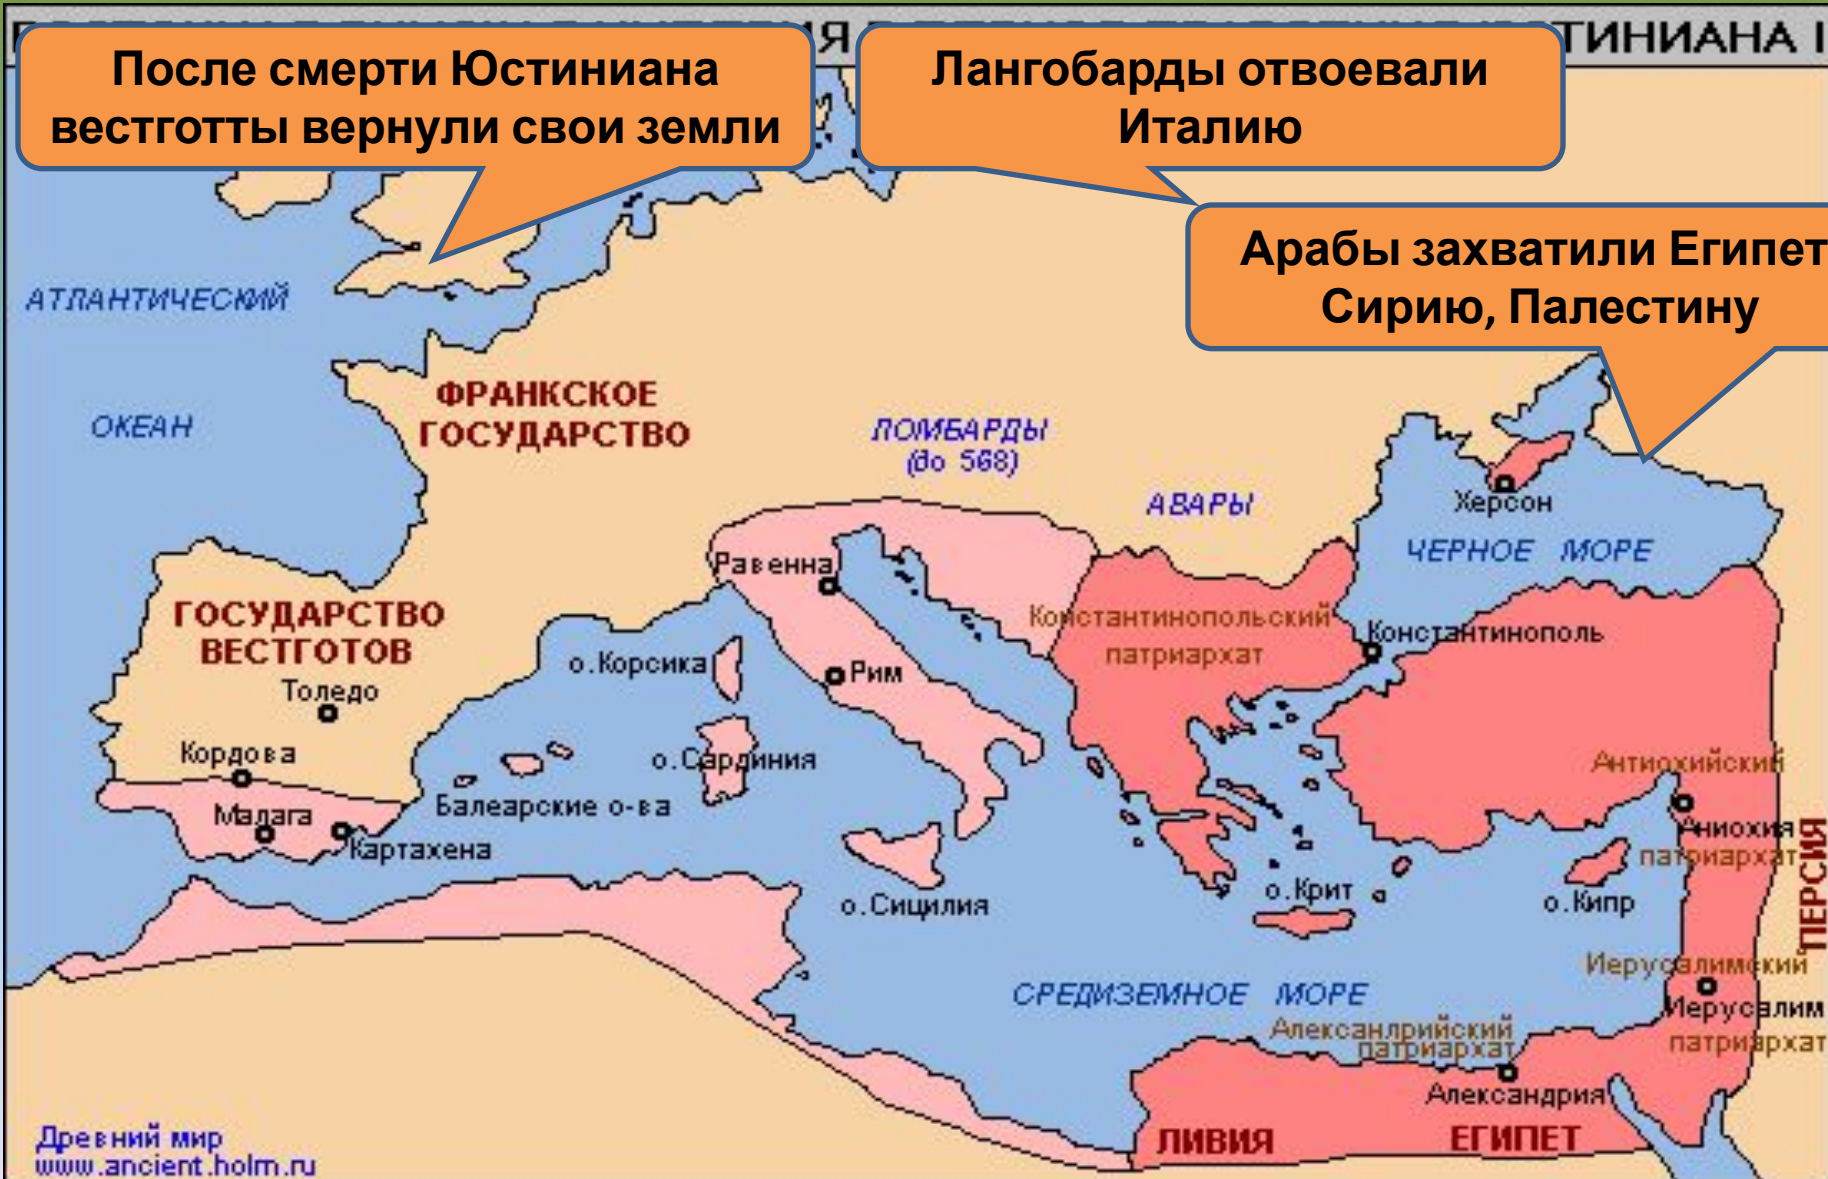 ТИНИАНА I
После смерти Юстиниана
вестготты вернули свои земли
Лангобарды отвоевали
Италию
Арабы захватили Египет
Сирию, Палестину
АТЛАНТИЧЕСКИЙ
ОКЕАН
ФРАНКСКОЕ
ГОСУДАРСТВО
ЛОМБАРДЫ
(до 568)
АВАРЫ
Херсон
ЧЕРНОЕ МОРЕ
Равенна
ГОСУДАРСТВО
ВЕСТГОТОВ
Толедо
Константинопольский
патриархат
Константинополь
о.Корсика
Рим
Кордова
о.Сардиния
Антиохийский
Малага
Балеарские о-ва
Картахена
Аниохия
патриархат
ПЕРСИЯ
о.Сицилия
о.Крит
о.Кипр
СРЕДИЗЕМНОЕ МОРЕ
Иерусалимский
Иерусалим
патриархат
Алексанлрийский
патриархат
Александрия
ЛИВИЯ
ЕГИПЕТ
Древний мир
www.ancient.holm.ru